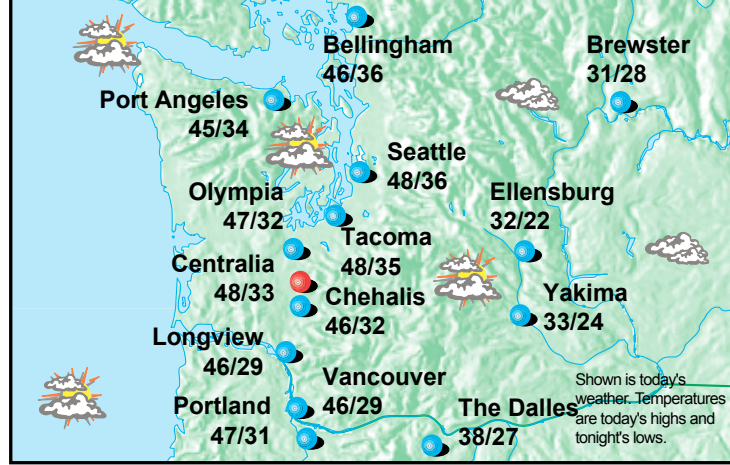 Bellingham
46/36
Brewster
31/28
Port Angeles
45/34
Seattle
48/36
Olympia
47/32
Ellensburg
32/22
Tacoma
48/35
Centralia
48/33
Chehalis
46/32
Yakima
33/24
Longview
46/29
Vancouver
46/29
Portland
47/31
The Dalles
38/27
Shown is today's
weather. Temperatures
are today's highs and
tonight's lows.